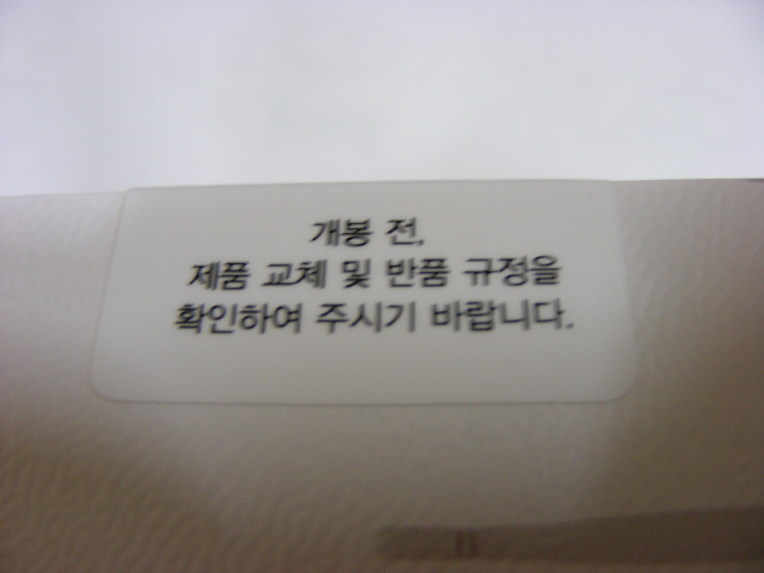 개봉 전,
제품 교체 및 반품 규정을
확인하여 주시기 바랍니다.